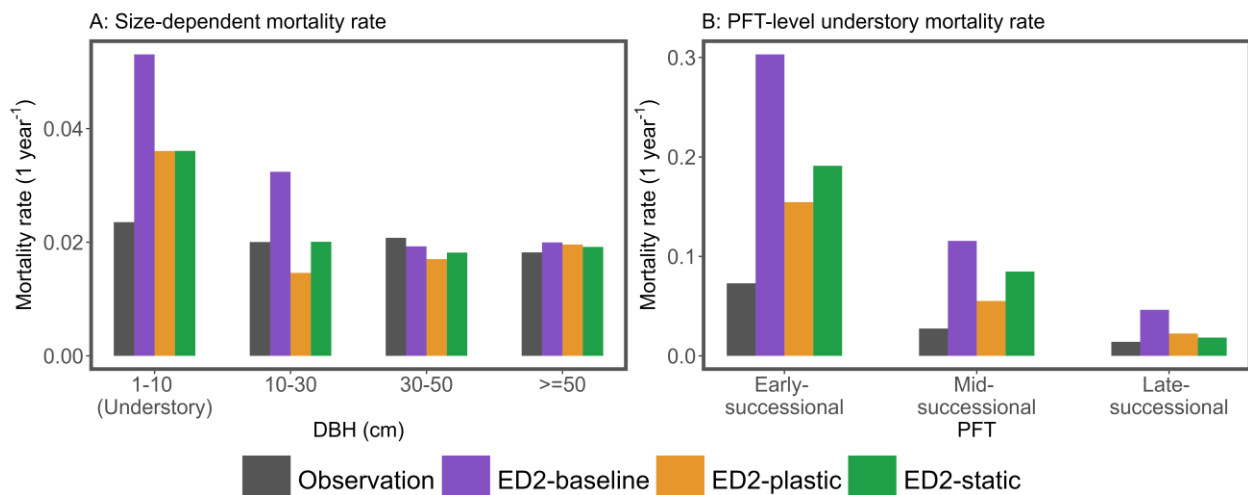 A: Size-dependent mortality rate
Mortality rate (1 year⁻¹)
0.04
0.02
0.00
1-10 10-30 30-50 >=50
(Understory)
DBH (cm)
B: PFT-level understory mortality rate
Mortality rate (1 year⁻¹)
0.3
0.2
0.1
0.0
Early- Mid- Late-
successional successional successional
PFT
Observation ED2-baseline ED2-plastic ED2-static